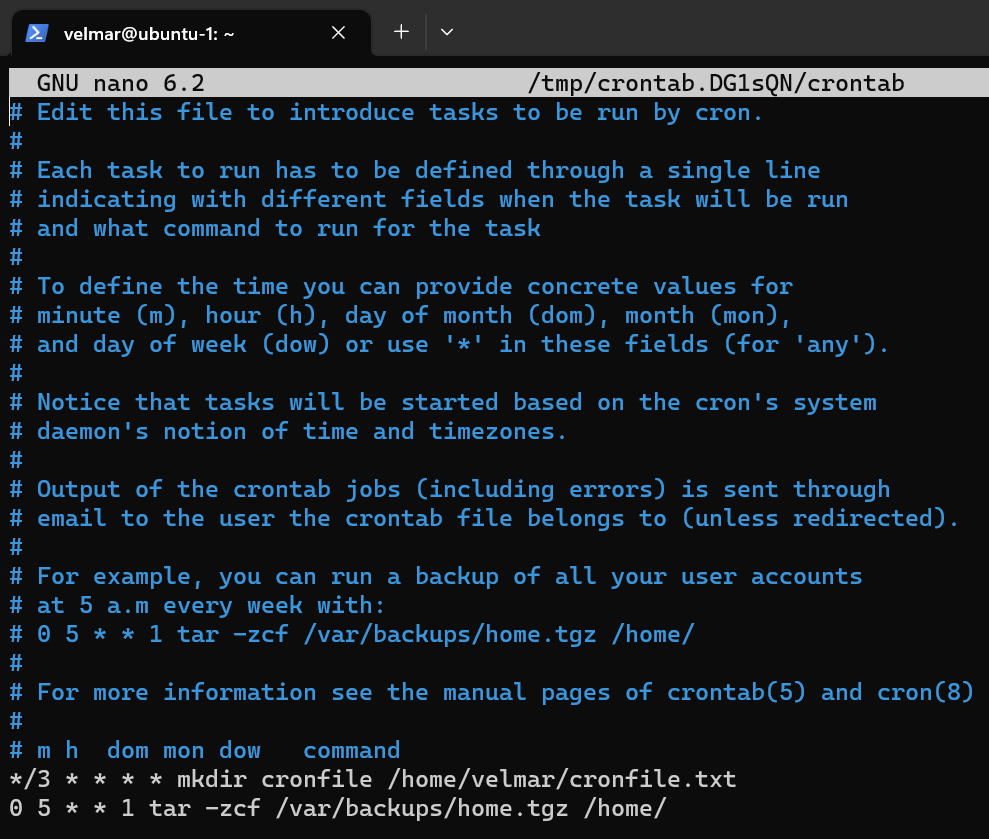 velmar@ubuntu-1: ~
GNU nano 6.2 /tmp/crontab.DG1sQN/crontab
# Edit this file to introduce tasks to be run by cron.
#
# Each task to run has to be defined through a single line
# indicating with different fields when the task will be run
# and what command to run for the task
#
# To define the time you can provide concrete values for
# minute (m), hour (h), day of month (dom), month (mon),
# and day of week (dow) or use '*' in these fields (for 'any').
#
# Notice that tasks will be started based on the cron's system
# daemon's notion of time and timezones.
#
# Output of the crontab jobs (including errors) is sent through
# email to the user the crontab file belongs to (unless redirected).
#
# For example, you can run a backup of all your user accounts
# at 5 a.m every week with:
# 0 5 * * 1 tar -zcf /var/backups/home.tgz /home/
#
# For more information see the manual pages of crontab(5) and cron(8)
#
# m h  dom mon dow   command
*/3 * * * * mkdir cronfile /home/velmar/cronfile.txt
0 5 * * 1 tar -zcf /var/backups/home.tgz /home/